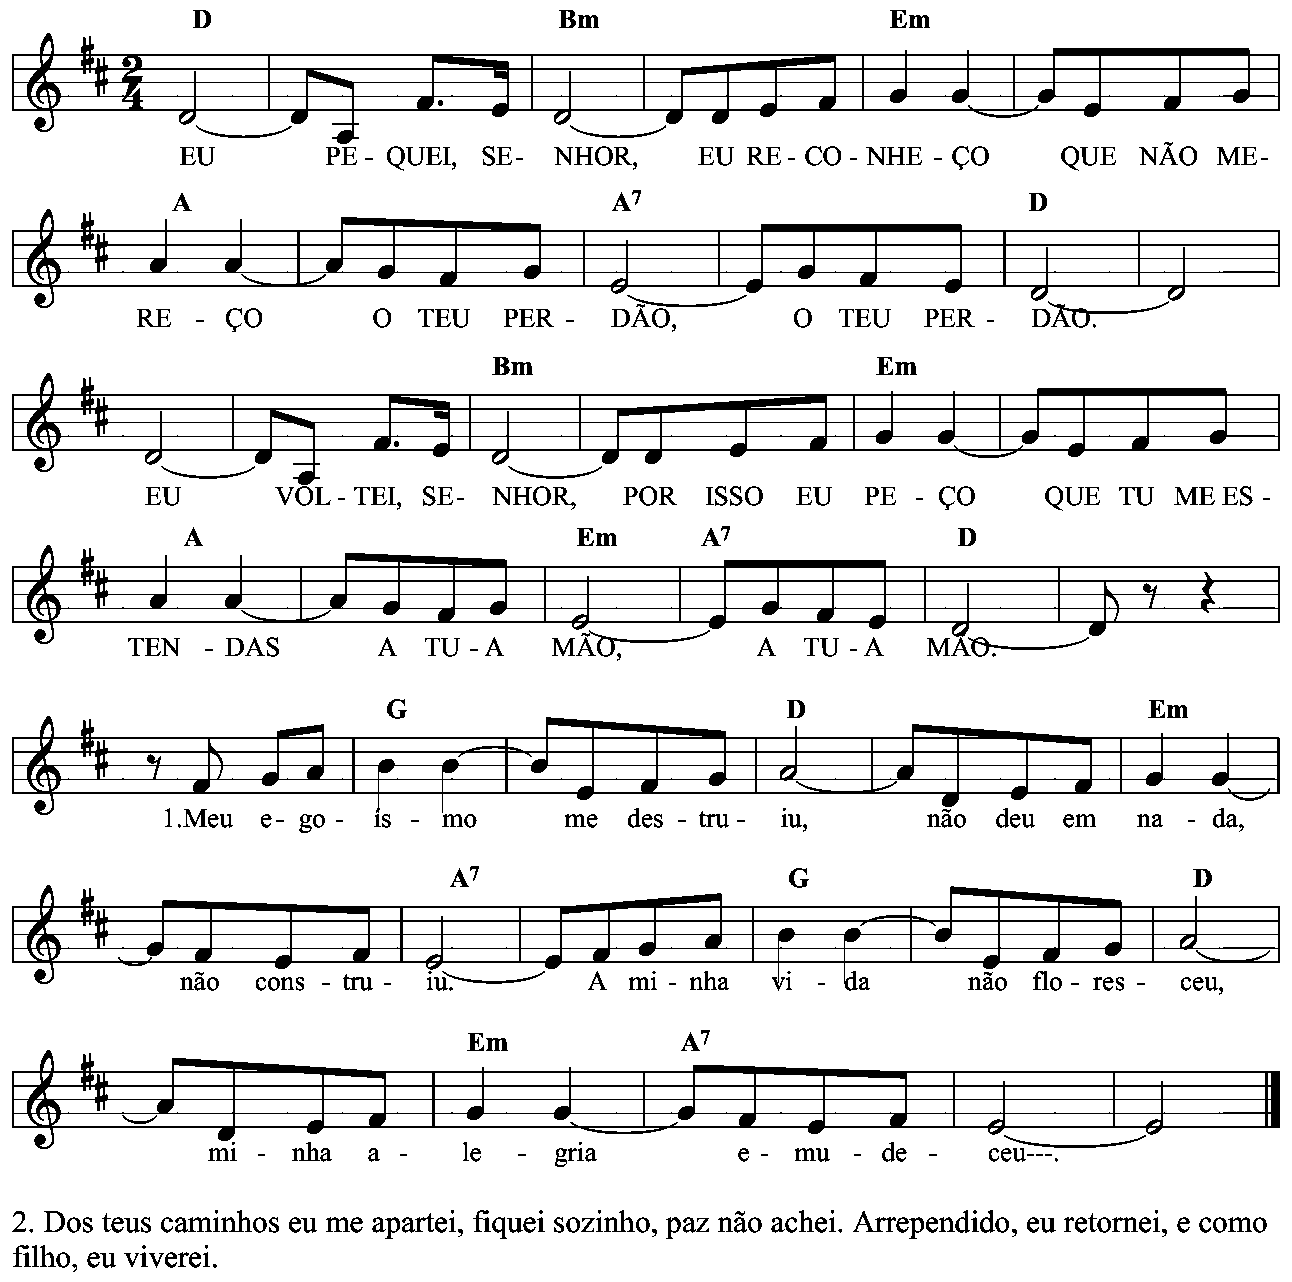 D Bm Em
2
4
EU PE - QUEI, SE- NHOR, EU RE - CO - NHE - ÇO QUE NÃO ME-
A A7 D
RE - ÇO O TEU PER - DÃO, O TEU PER - DÃO.
Bm Em
EU VOL - TEI, SE- NHOR, POR ISSO EU PE - ÇO QUE TU ME ES -
A Em A7 D
TEN - DAS A TU - A MÃO, A TU - A MÃO.
G D Em
1.Meu e - go - ís - mo me des - tru - iu, não deu em na - da,
A7 G D
não cons - tru - iu. A mi - nha vi - da não flo - res - ceu,
Em A7
mi - nha a - le - gria e - mu - de - ceu---.
2. Dos teus caminhos eu me apartei, fiquei sozinho, paz não achei. Arrependido, eu retornei, e como
filho, eu viverei.